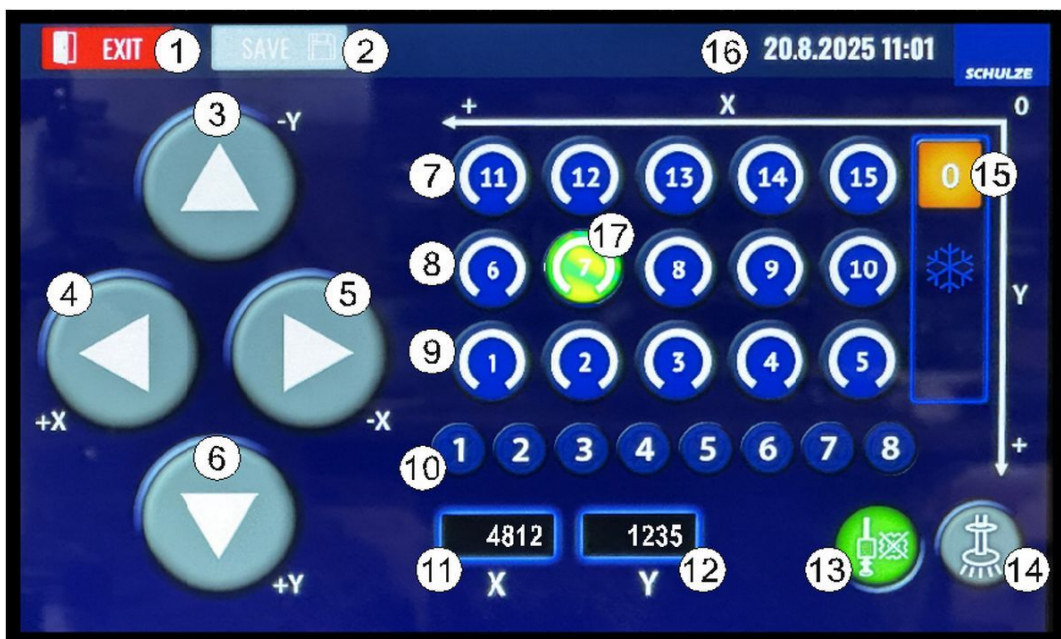 EXIT 1 SAVE 2 16 20.8.2025 11:01
SCHULZE
3 -Y + X 0
7 11 12 13 14 15 0 15
17
4 5 8 6 7 8 9 10 Y
9 1 2 3 4 5
+X -X
6 10 1 2 3 4 5 6 7 8 +
4812 1235
11 12 13 14
+Y X Y